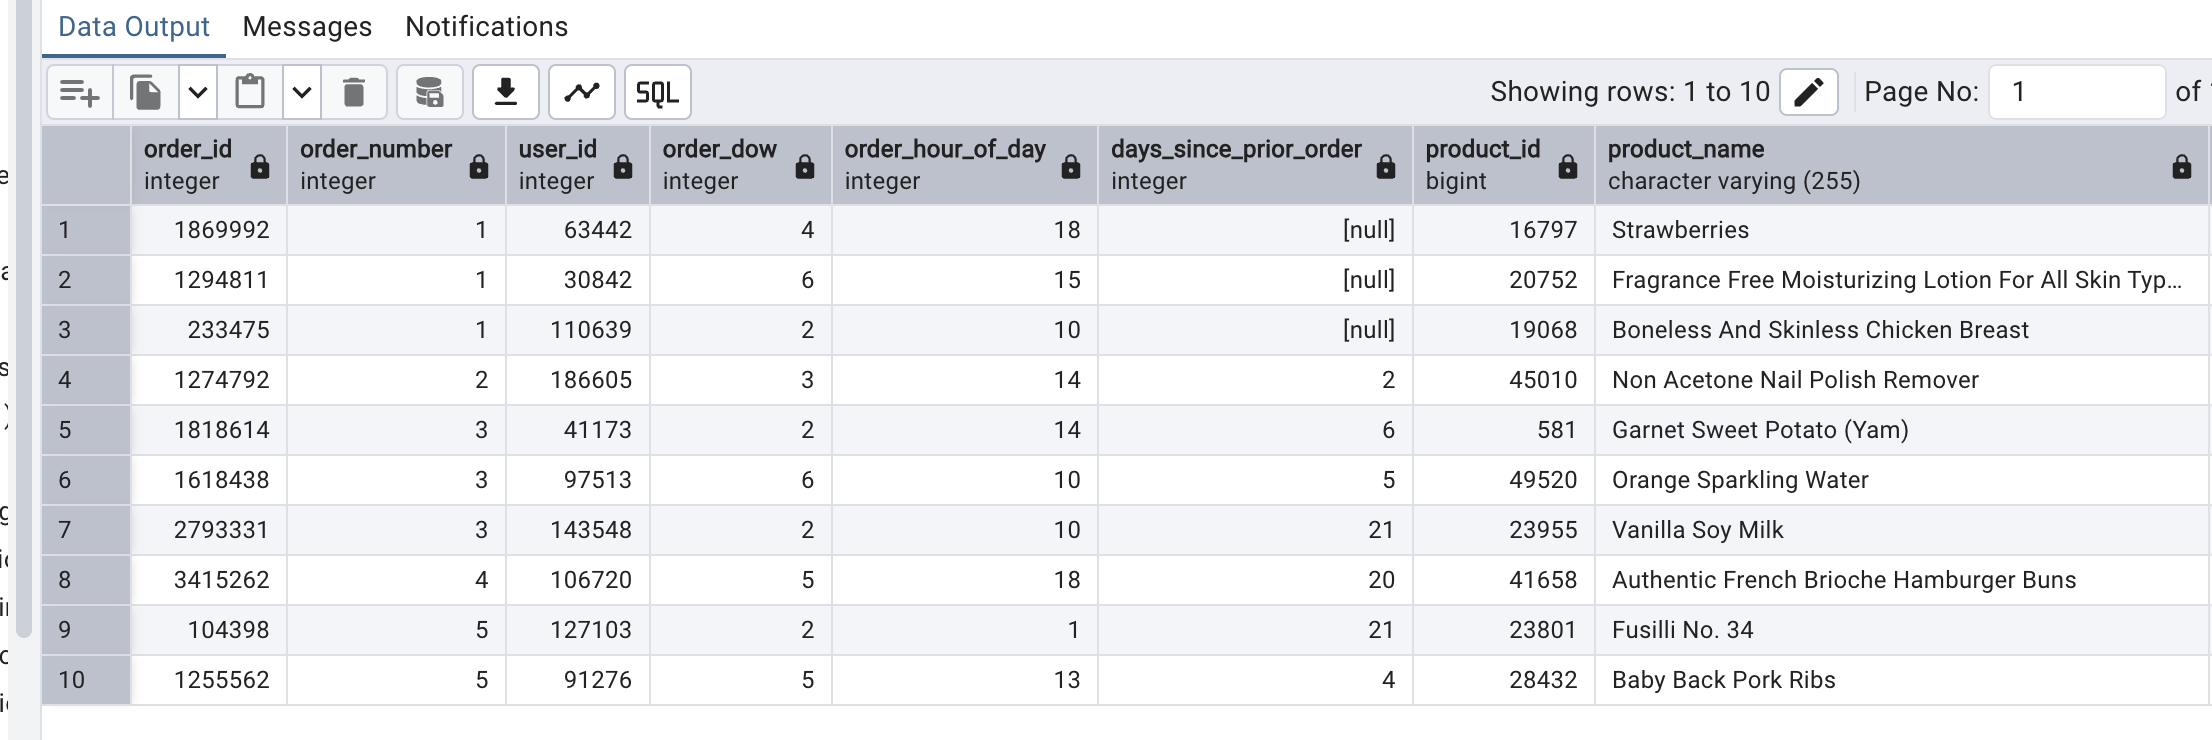 Data Output Messages Notifications
SQL Showing rows: 1 to 10 Page No: 1 of
order_id order_number user_id order_dow order_hour_of_day days_since_prior_order product_id product_name
integer integer integer integer integer integer bigint character varying (255)
1 1869992 1 63442 4 18 [null] 16797 Strawberries
2 1294811 1 30842 6 15 [null] 20752 Fragrance Free Moisturizing Lotion For All Skin Typ...
3 233475 1 110639 2 10 [null] 19068 Boneless And Skinless Chicken Breast
4 1274792 2 186605 3 14 2 45010 Non Acetone Nail Polish Remover
5 1818614 3 41173 2 14 6 581 Garnet Sweet Potato (Yam)
6 1618438 3 97513 6 10 5 49520 Orange Sparkling Water
7 2793331 3 143548 2 10 21 23955 Vanilla Soy Milk
8 3415262 4 106720 5 18 20 41658 Authentic French Brioche Hamburger Buns
9 104398 5 127103 2 1 21 23801 Fusilli No. 34
10 1255562 5 91276 5 13 4 28432 Baby Back Pork Ribs